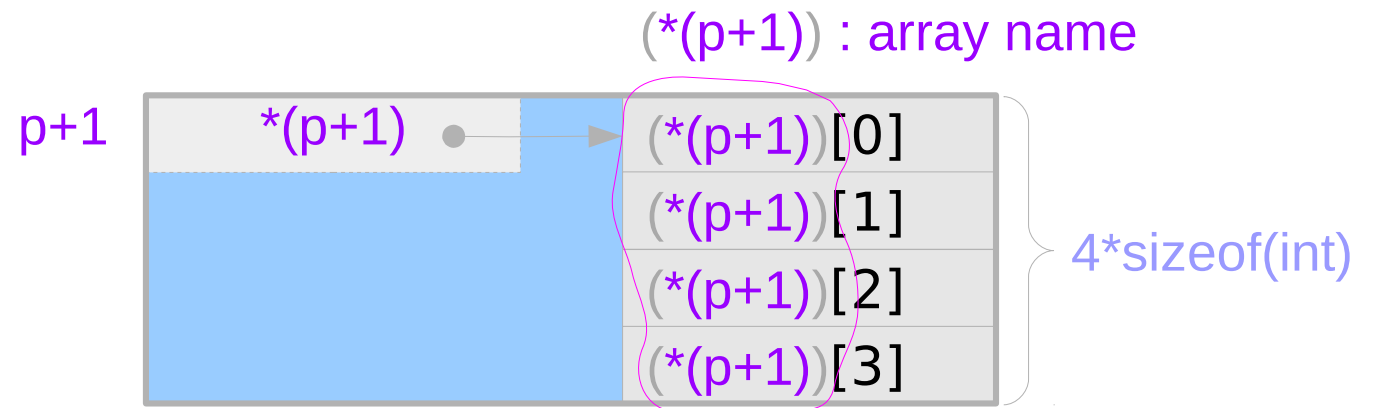 (*(p+1)) : array name
p+1 *(p+1) (*(p+1))[0]
(*(p+1))[1]
4*sizeof(int)
(*(p+1))[2]
(*(p+1))[3]